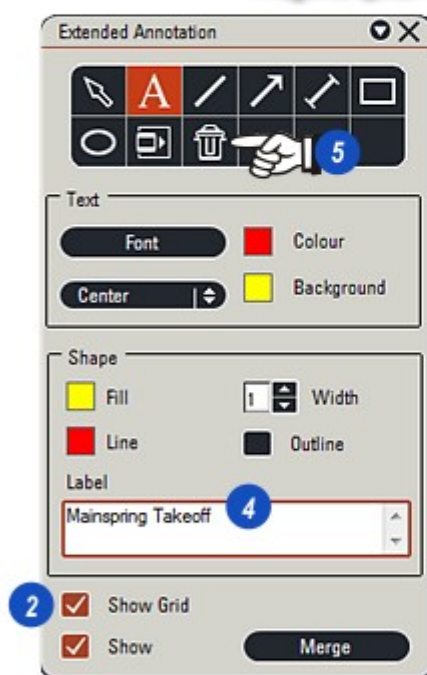 Extended Annotation
A
5
Text
Font
Colour
Center
Background
Shape
Fill
1
Width
Line
Outline
Label
Mainspring Takeoff
4
2
Show Grid
Show
Merge